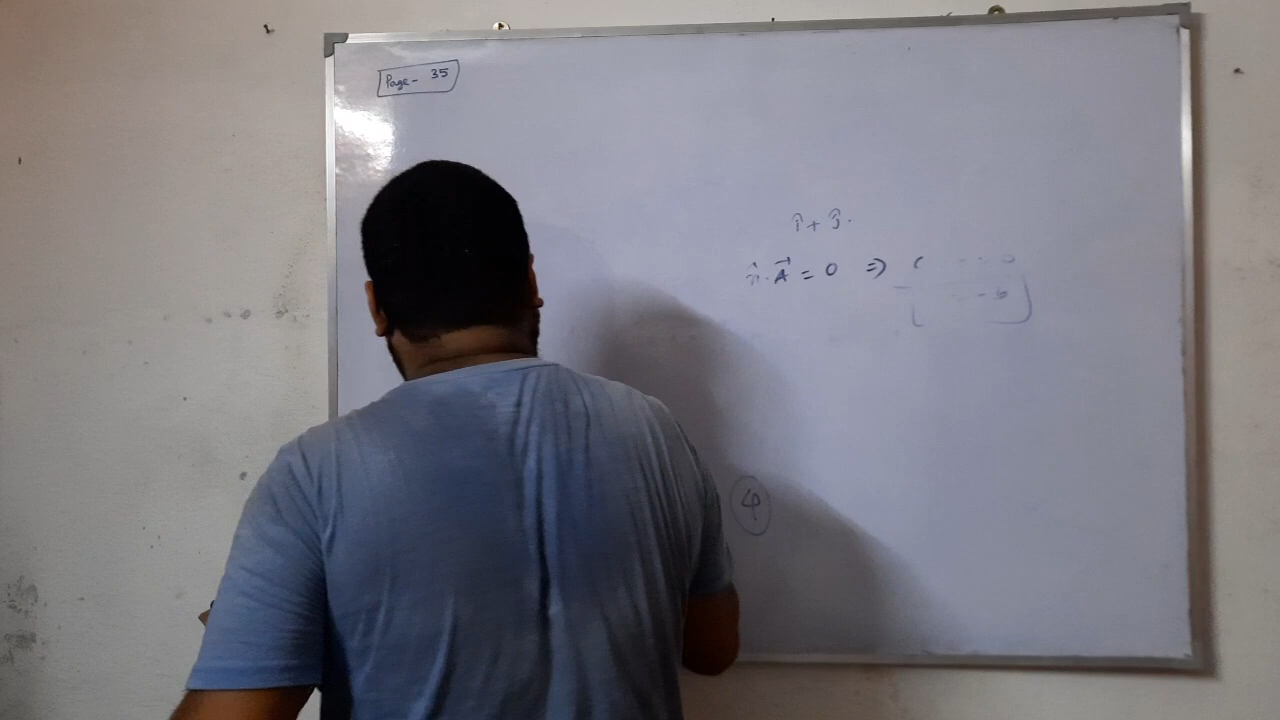 Page - 35
î + ĵ.
n̂.A⃗ = 0 ⇒
4